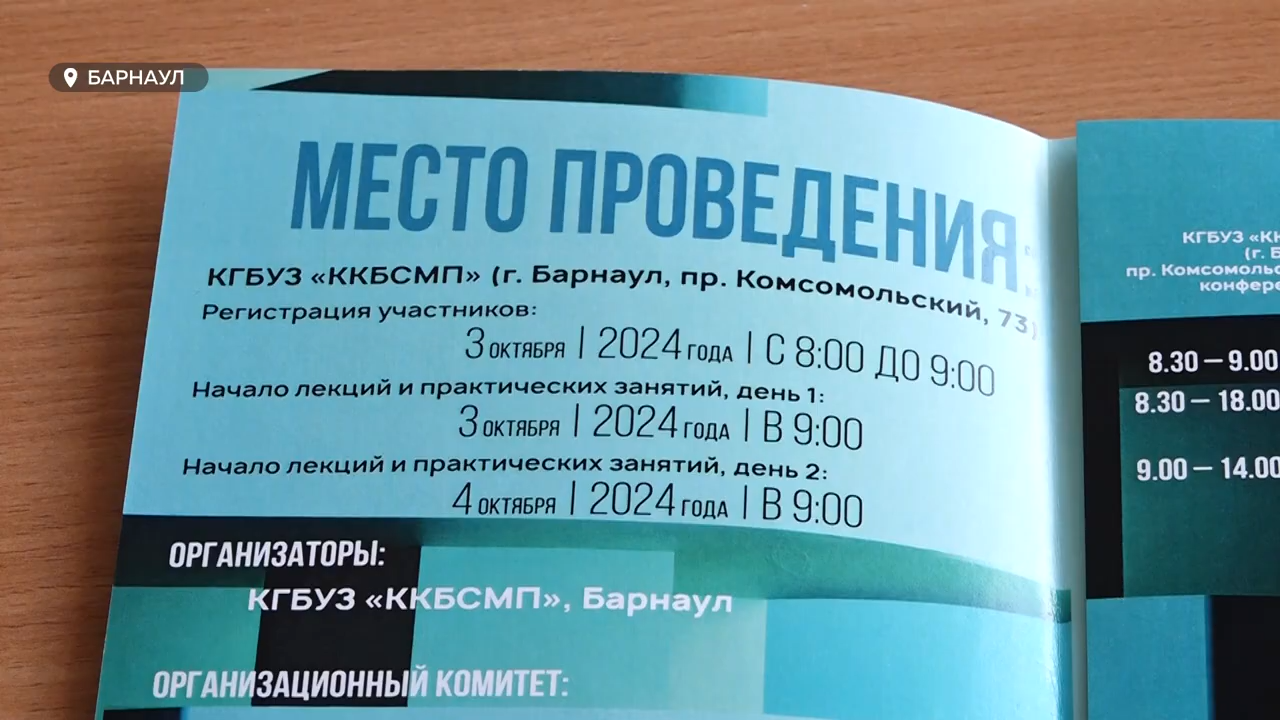 БАРНАУЛ
МЕСТО ПРОВЕДЕНИЯ:
КГБУЗ «ККБСМП» (г. Барнаул, пр. Комсомольский, 73)
Регистрация участников:
3 ОКТЯБРЯ | 2024 ГОДА | С 8:00 ДО 9:00
Начало лекций и практических занятий, день 1:
3 ОКТЯБРЯ | 2024 ГОДА | В 9:00
Начало лекций и практических занятий, день 2:
4 ОКТЯБРЯ | 2024 ГОДА | В 9:00
ОРГАНИЗАТОРЫ:
КГБУЗ «ККБСМП», Барнаул
ОРГАНИЗАЦИОННЫЙ КОМИТЕТ:
КГБУЗ
(г.
пр.
8.30 – 9.00
8.30 – 18.00
9.00 – 14.00